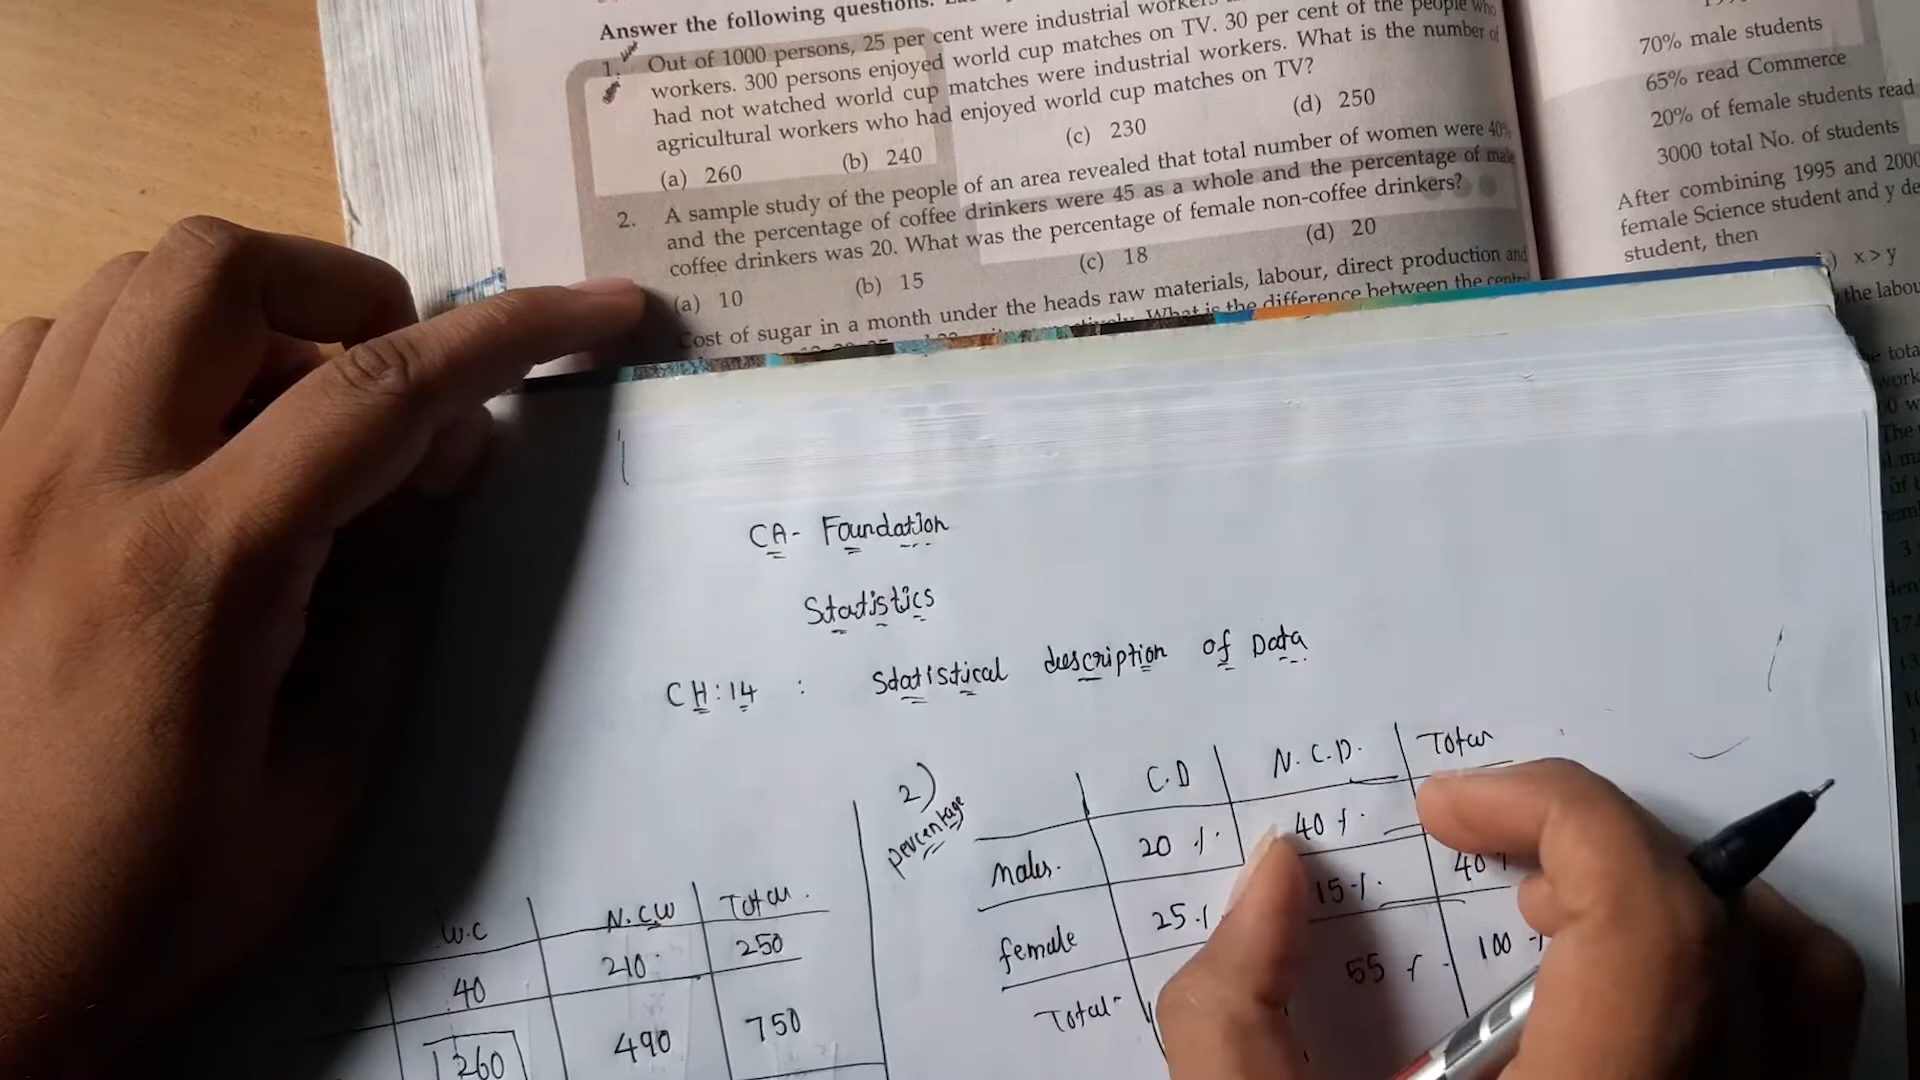 Answer the following questions.
1. Out of 1000 persons, 25 per cent were industrial workers
workers. 300 persons enjoyed world cup matches on TV. 30 per cent of the people who
had not watched world cup matches were industrial workers. What is the number of
agricultural workers who had enjoyed world cup matches on TV?
(a) 260 (b) 240 (c) 230 (d) 250
2. A sample study of the people of an area revealed that total number of women were 40%
and the percentage of coffee drinkers were 45 as a whole and the percentage of male
coffee drinkers was 20. What was the percentage of female non-coffee drinkers?
(a) 10 (b) 15 (c) 18 (d) 20
Cost of sugar in a month under the heads raw materials, labour, direct production and
What is the difference between the central
70% male students
65% read Commerce
20% of female students read
3000 total No. of students
After combining 1995 and 2000
female Science student and y de
student, then
) x > y
the labou
CA- Foundation
Statistics
CH:14 : Statistical description of Data
2)
percentage
C.D N.C.D. Total
Males. 20 % 40 %
female 25 % 15 % 40 %
Total 55 % 100 %
W.C N.C.W Total
40 210 250
260 490 750